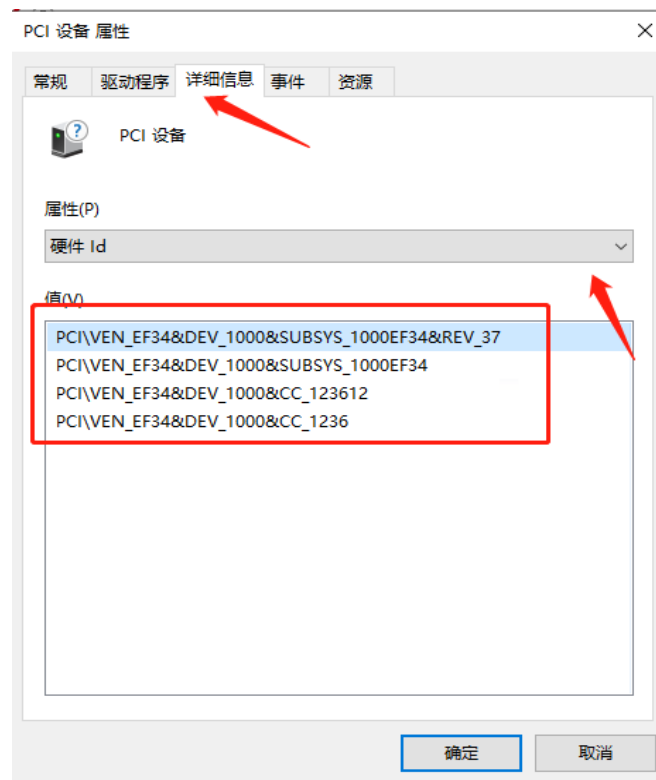 PCI 设备 属性
常规 驱动程序 详细信息 事件 资源
PCI 设备
属性(P)
硬件 Id
值(V)
PCI\VEN_EF34&DEV_1000&SUBSYS_1000EF34&REV_37
PCI\VEN_EF34&DEV_1000&SUBSYS_1000EF34
PCI\VEN_EF34&DEV_1000&CC_123612
PCI\VEN_EF34&DEV_1000&CC_1236
确定 取消